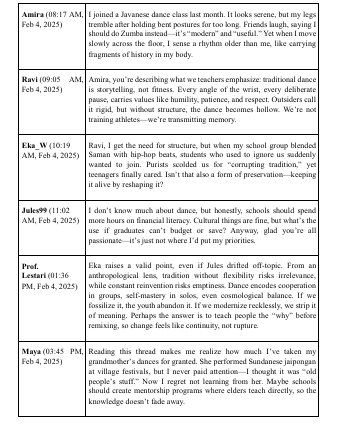 Amira (08:17 AM,
Feb 4, 2025)
I joined a Javanese dance class last month. It looks serene, but my legs
tremble after holding bent postures for too long. Friends laugh, saying I
should do Zumba instead—it's “modern” and “useful.” Yet when I move
slowly across the floor, I sense a rhythm older than me, like carrying
fragments of history in my body.
Ravi (09:05 AM,
Feb 4, 2025)
Amira, you're describing what we teachers emphasize: traditional dance
is storytelling, not fitness. Every angle of the wrist, every deliberate
pause, carries values like humility, patience, and respect. Outsiders call
it rigid, but without structure, the dance becomes hollow. We're not
training athletes—we're transmitting memory.
Eka_W (10:19
AM, Feb 4, 2025)
Ravi, I get the need for structure, but when my school group blended
Saman with hip-hop beats, students who used to ignore us suddenly
wanted to join. Purists scolded us for “corrupting tradition,” yet
teenagers finally cared. Isn't that also a form of preservation—keeping
it alive by reshaping it?
Jules99 (11:02
AM, Feb 4, 2025)
I don't know much about dance, but honestly, schools should spend
more hours on financial literacy. Cultural things are fine, but what's the
use if graduates can't budget or save? Anyway, glad you're all
passionate—it's just not where I'd put my priorities.
Prof.
Lestari (01:36
PM, Feb 4, 2025)
Eka raises a valid point, even if Jules drifted off-topic. From an
anthropological lens, tradition without flexibility risks irrelevance,
while constant reinvention risks emptiness. Dance encodes cooperation
in groups, self-mastery in solos, even cosmological balance. If we
fossilize it, the youth abandon it. If we modernize recklessly, we strip it
of meaning. Perhaps the answer is to teach people the “why” before
remixing, so change feels like continuity, not rupture.
Maya (03:45 PM,
Feb 4, 2025)
Reading this thread makes me realize how much I've taken my
grandmother's dances for granted. She performed Sundanese jaipongan
at village festivals, but I never paid attention—I thought it was “old
people's stuff.” Now I regret not learning from her. Maybe schools
should create mentorship programs where elders teach directly, so the
knowledge doesn't fade away.